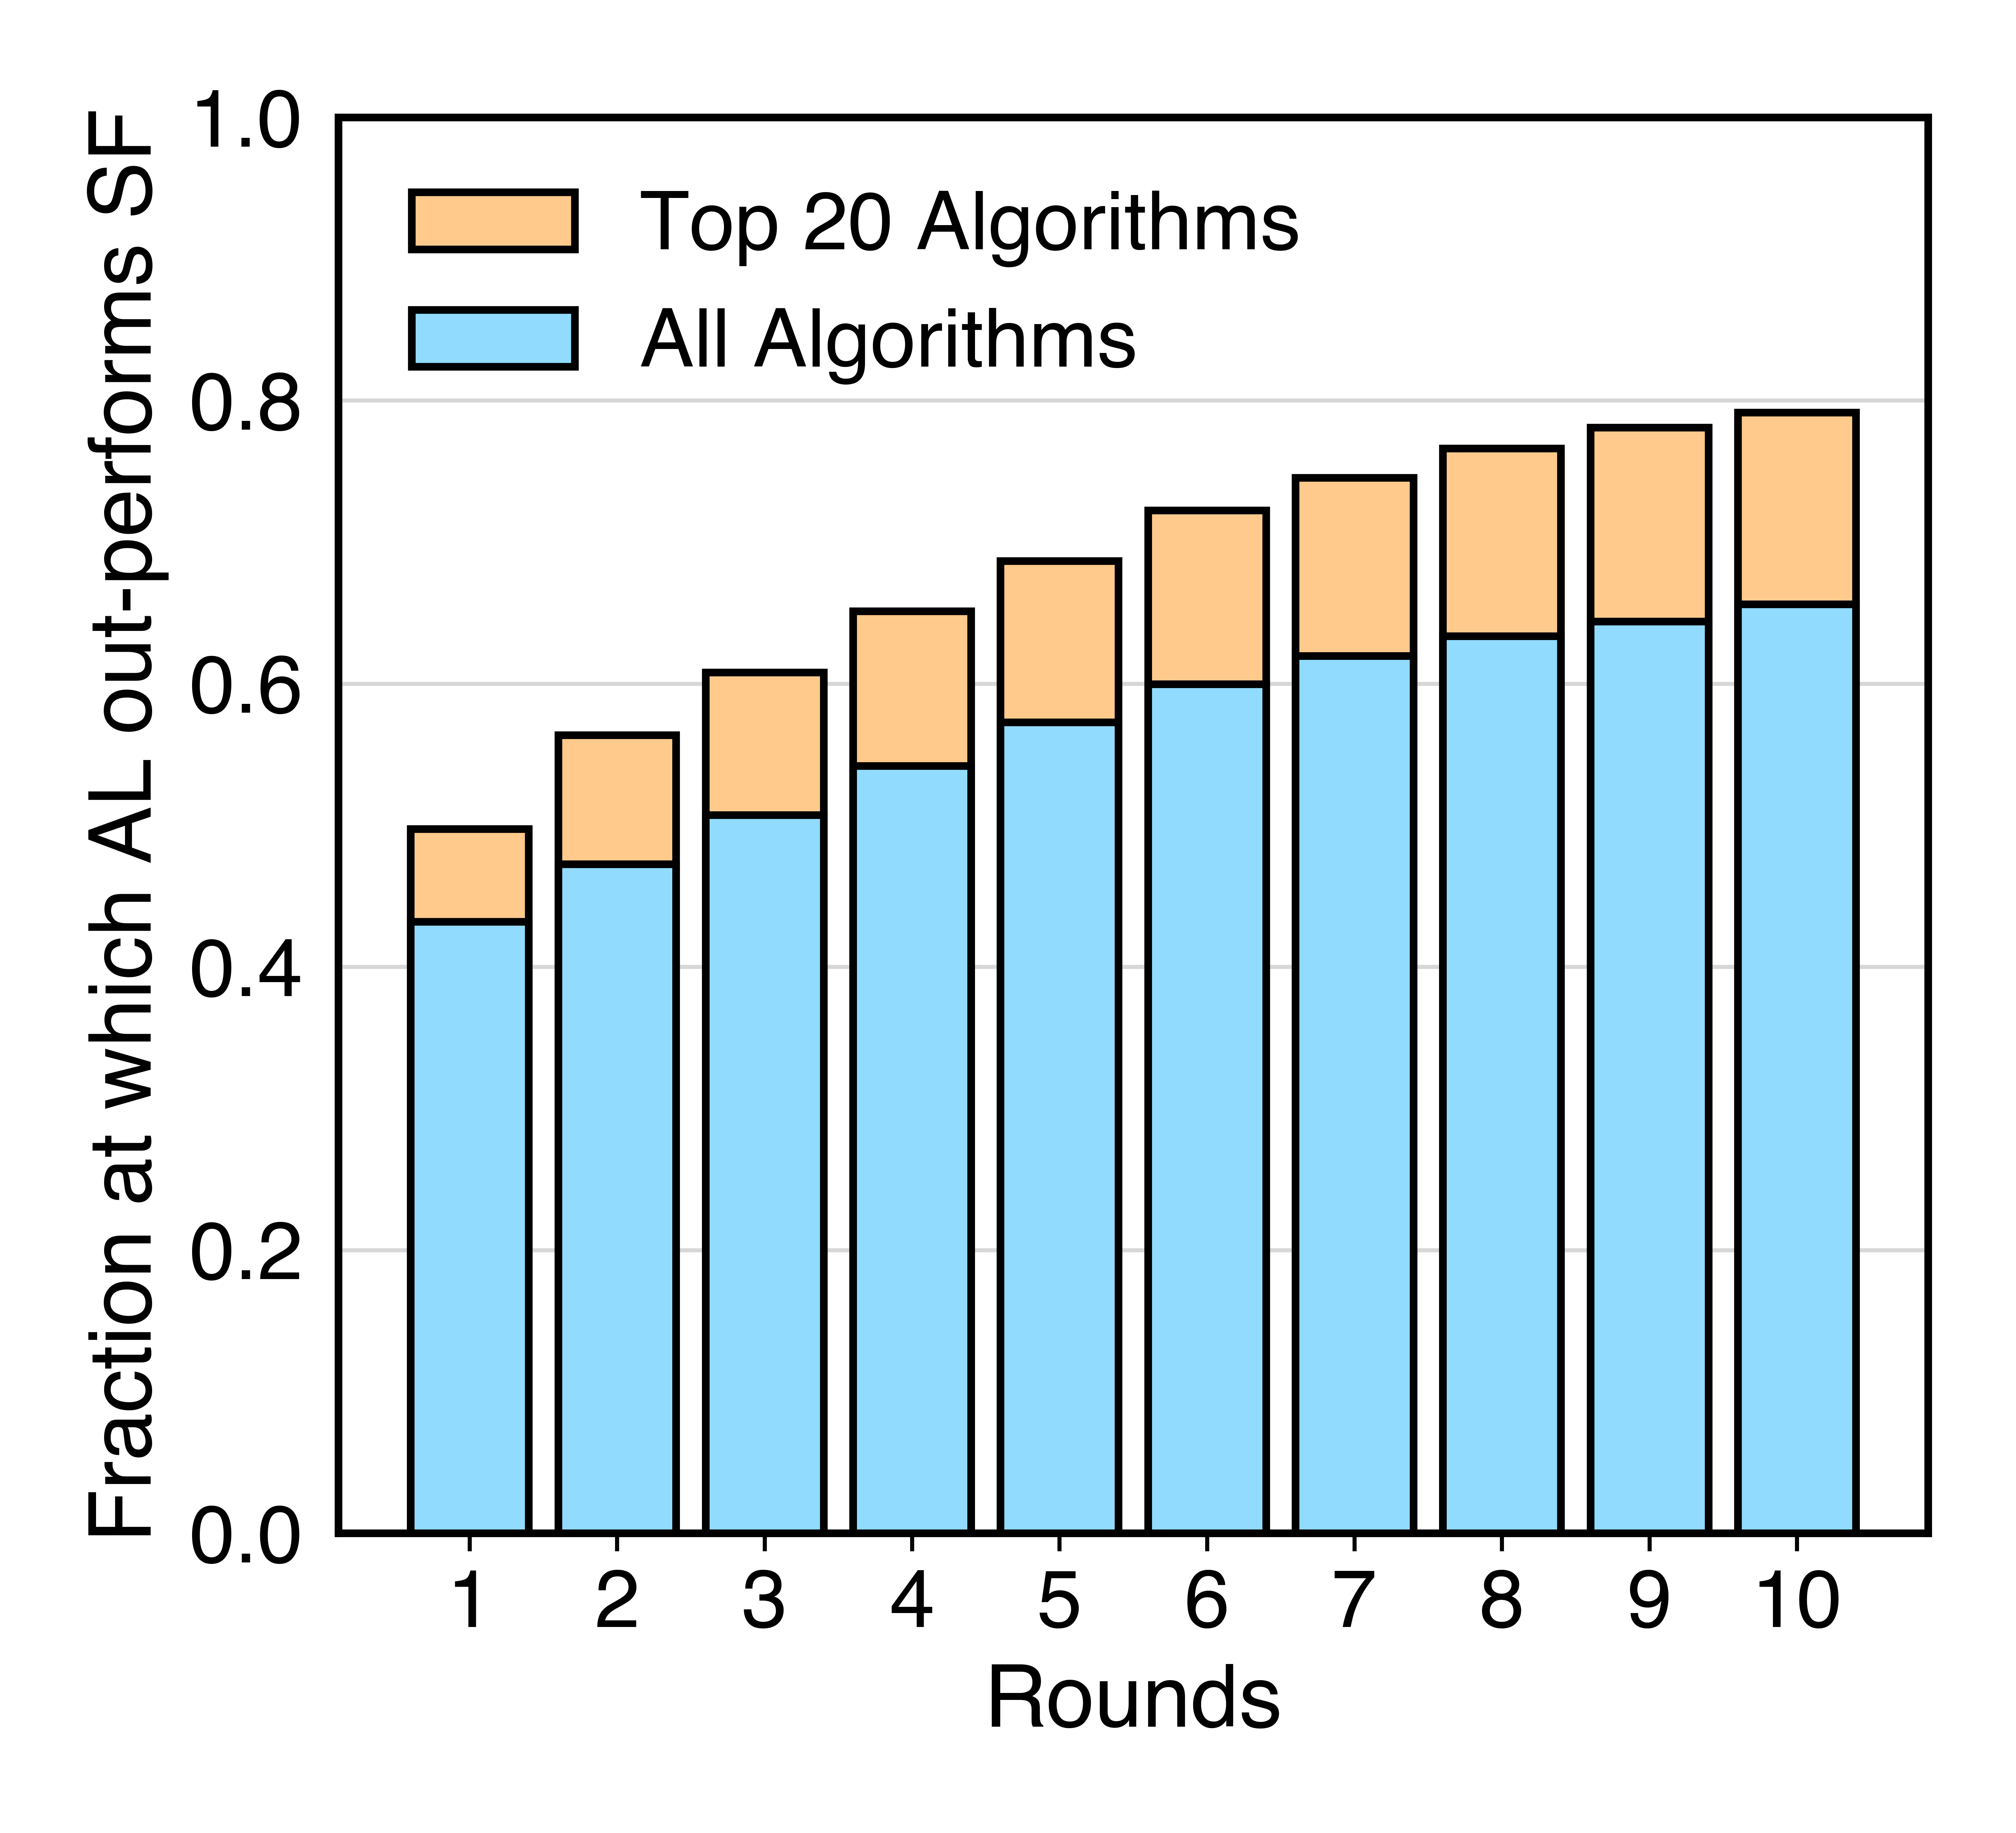 Fraction at which AL out-performs SF
1.0
0.8
0.6
0.4
0.2
0.0
Top 20 Algorithms
All Algorithms
1 2 3 4 5 6 7 8 9 10
Rounds